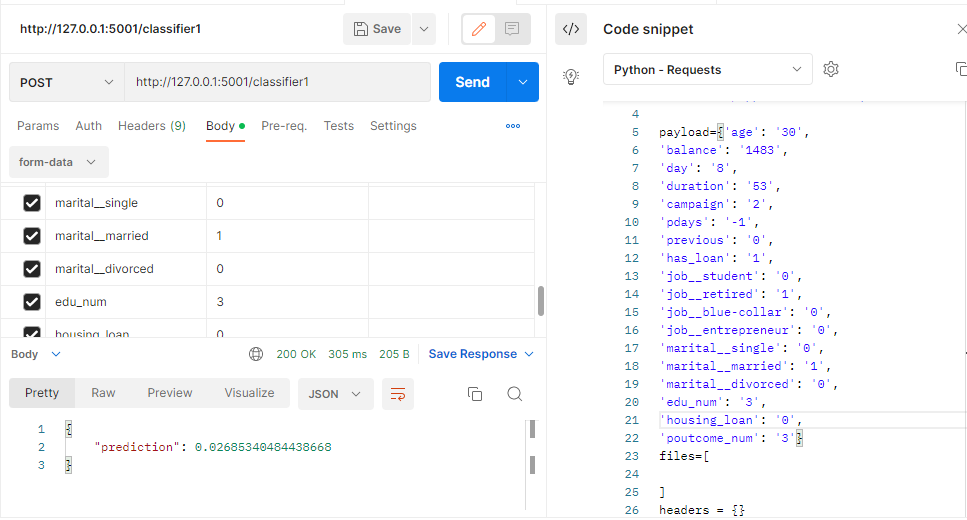 http://127.0.0.1:5001/classifier1
Save
POST
http://127.0.0.1:5001/classifier1
Send
Params Auth Headers (9) Body Pre-req. Tests Settings
form-data
marital__single 0
marital__married 1
marital__divorced 0
edu_num 3
housing_loan 0
Body
200 OK 305 ms 205 B Save Response
Pretty Raw Preview Visualize JSON
1 {
2 "prediction": 0.02685340484438668
3 }
Code snippet
Python - Requests
4
5 payload={'age': '30',
6 'balance': '1483',
7 'day': '8',
8 'duration': '53',
9 'campaign': '2',
10 'pdays': '-1',
11 'previous': '0',
12 'has_loan': '1',
13 'job__student': '0',
14 'job__retired': '1',
15 'job__blue-collar': '0',
16 'job__entrepreneur': '0',
17 'marital__single': '0',
18 'marital__married': '1',
19 'marital__divorced': '0',
20 'edu_num': '3',
21 'housing_loan': '0',
22 'poutcome_num': '3'}
23 files=[
24
25 ]
26 headers = {}